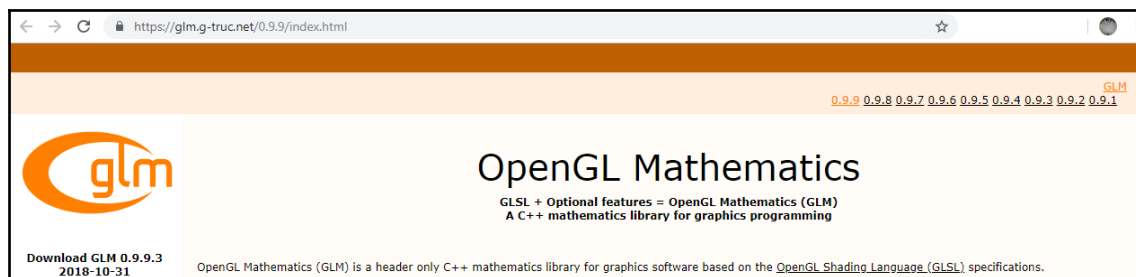 https://glm.g-truc.net/0.9.9/index.html
GLM
0.9.9 0.9.8 0.9.7 0.9.6 0.9.5 0.9.4 0.9.3 0.9.2 0.9.1
glm
OpenGL Mathematics
GLSL + Optional features = OpenGL Mathematics (GLM)
A C++ mathematics library for graphics programming
Download GLM 0.9.9.3
2018-10-31
OpenGL Mathematics (GLM) is a header only C++ mathematics library for graphics software based on the OpenGL Shading Language (GLSL) specifications.